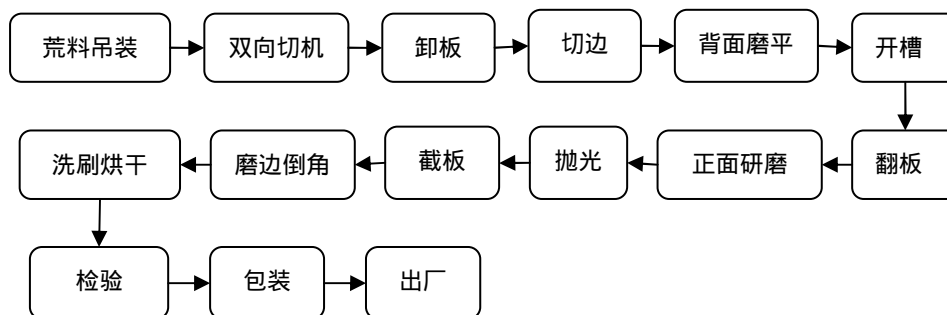 荒料吊装 双向切机 卸板 切边 背面磨平 开槽
洗刷烘干 磨边倒角 截板 抛光 正面研磨 翻板
检验 包装 出厂